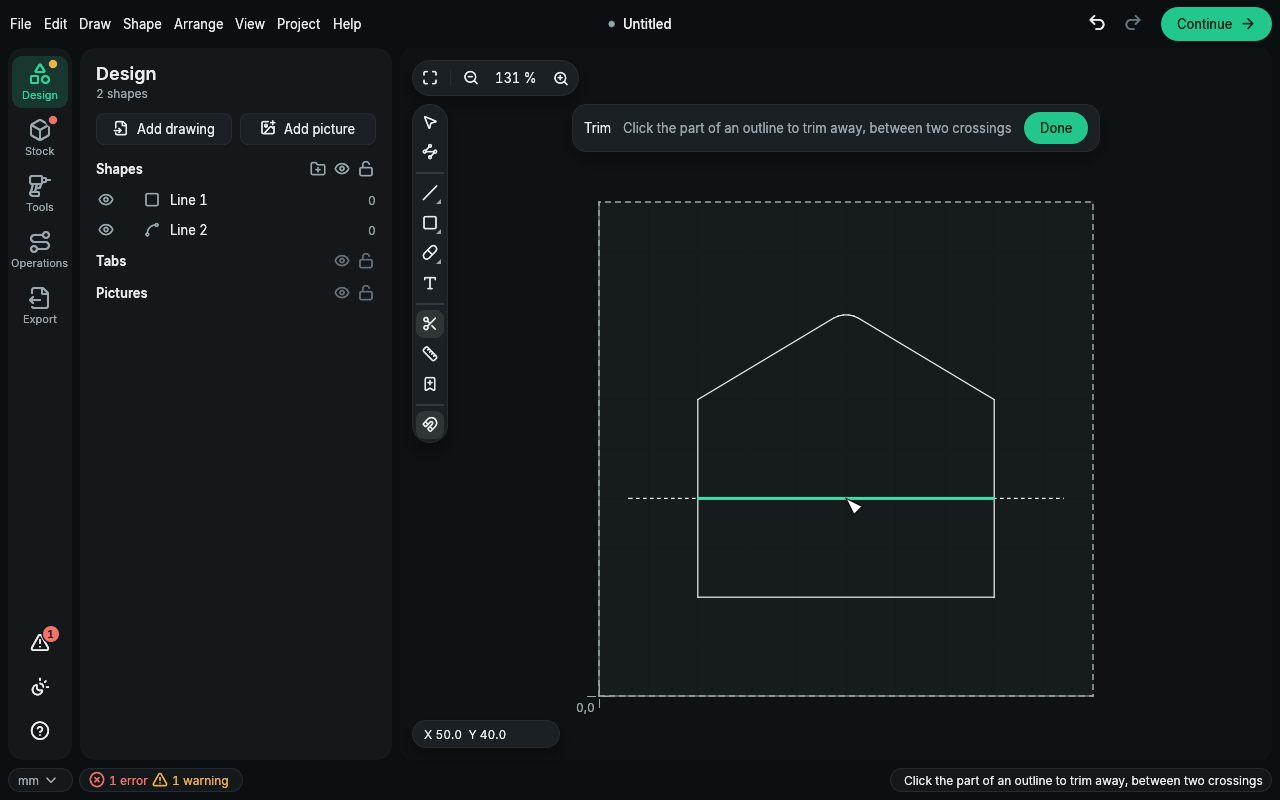 File Edit Draw Shape Arrange View Project Help
Untitled
Continue
Design
Stock
Tools
Operations
Export
1
Design
2 shapes
Add drawing
Add picture
Shapes
Line 1 0
Line 2 0
Tabs
Pictures
131 %
Trim Click the part of an outline to trim away, between two crossings Done
0,0
X 50.0 Y 40.0
mm
1 error 1 warning
Click the part of an outline to trim away, between two crossings